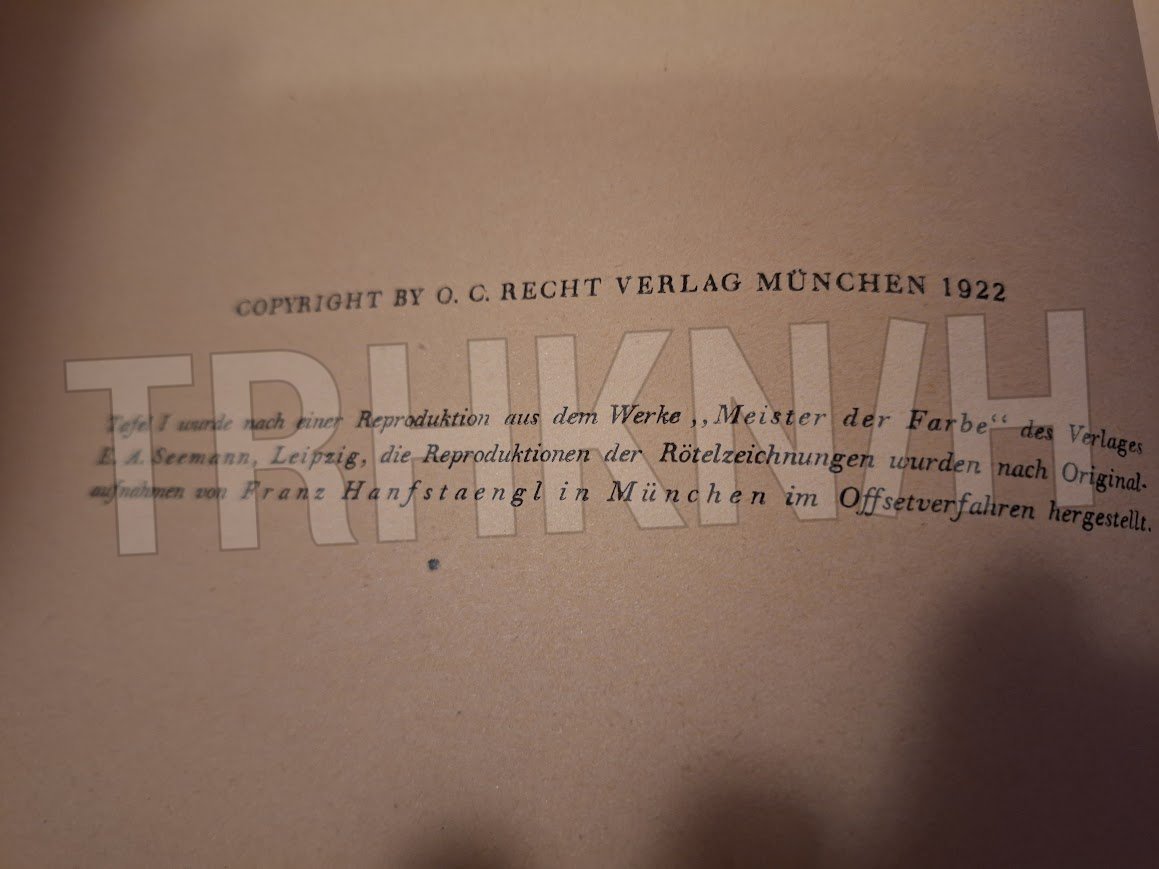 COPYRIGHT BY O. C. RECHT VERLAG MÜNCHEN 1922
TRHKN/H
Tafel I wurde nach einer Reproduktion aus dem Werke „Meister der Farbe“ des Verlages
E. A. Seemann, Leipzig, die Reproduktionen der Rötelzeichnungen wurden nach Original-
aufnahmen von Franz Hanfstaengl in München im Offsetverfahren hergestellt.